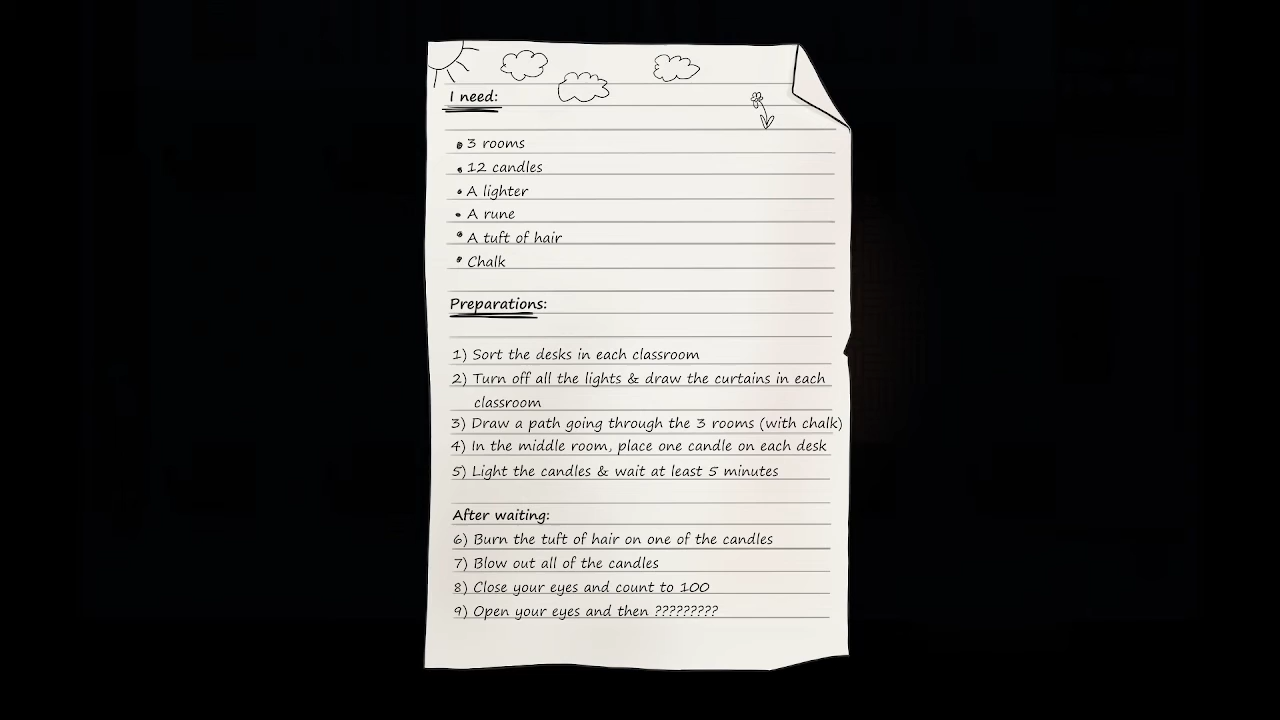 I need:
• 3 rooms
• 12 candles
• A lighter
• A rune
• A tuft of hair
• Chalk
Preparations:
1) Sort the desks in each classroom
2) Turn off all the lights & draw the curtains in each
classroom
3) Draw a path going through the 3 rooms (with chalk)
4) In the middle room, place one candle on each desk
5) Light the candles & wait at least 5 minutes
After waiting:
6) Burn the tuft of hair on one of the candles
7) Blow out all of the candles
8) Close your eyes and count to 100
9) Open your eyes and then ?????????